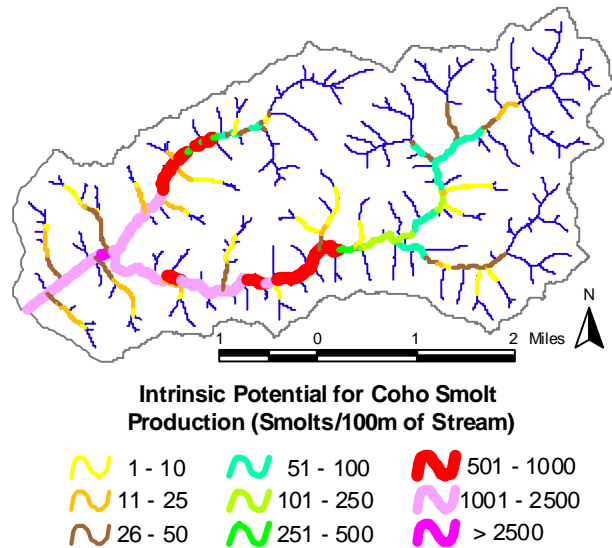 N
1 0 1 2 Miles
Intrinsic Potential for Coho Smolt
Production (Smolts/100m of Stream)
1 - 10 51 - 100 501 - 1000
11 - 25 101 - 250 1001 - 2500
26 - 50 251 - 500 > 2500